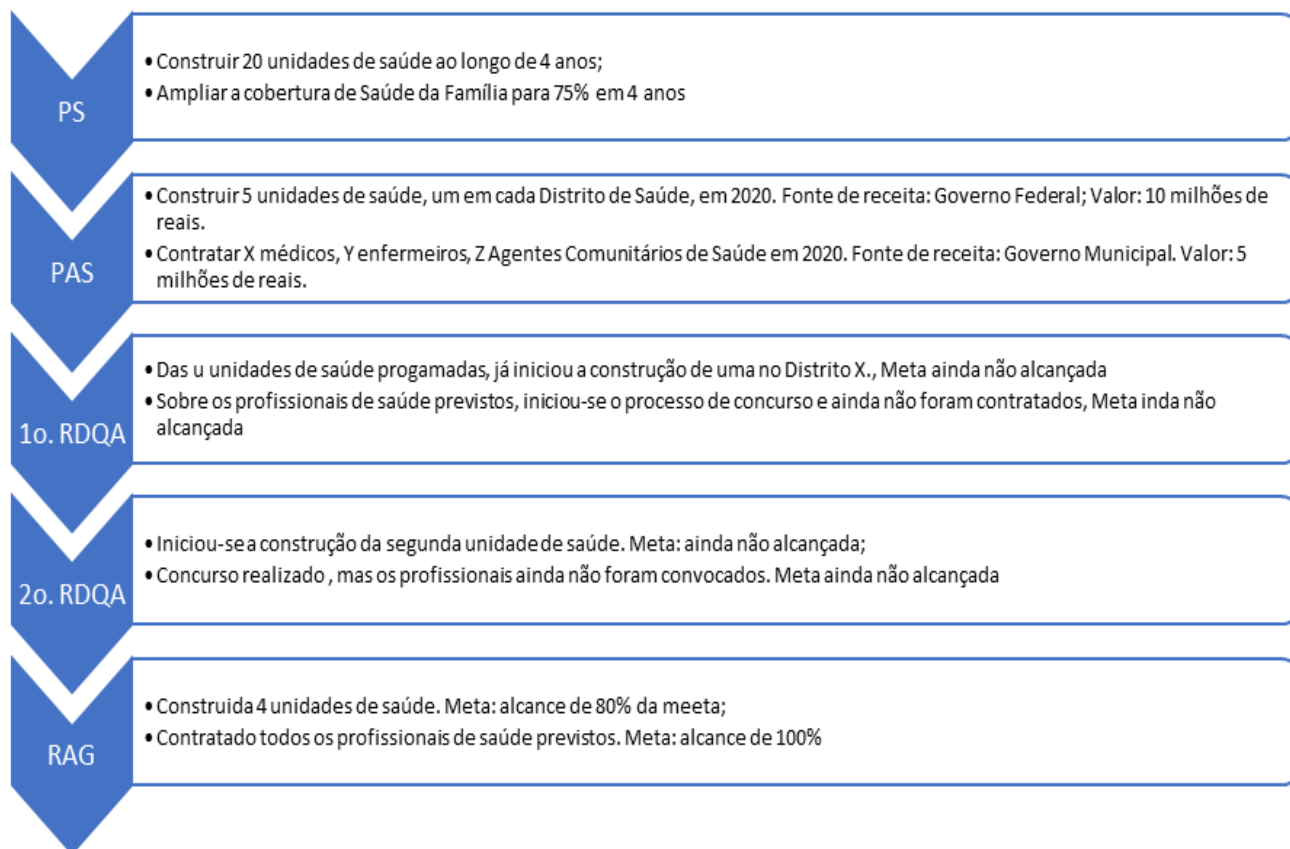 PS
• Construir 20 unidades de saúde ao longo de 4 anos;
• Ampliar a cobertura de Saúde da Família para 75% em 4 anos
PAS
• Construir 5 unidades de saúde, um em cada Distrito de Saúde, em 2020. Fonte de receita: Governo Federal; Valor: 10 milhões de
reais.
• Contratar X médicos, Y enfermeiros, Z Agentes Comunitários de Saúde em 2020. Fonte de receita: Governo Municipal. Valor: 5
milhões de reais.
1o. RDQA
• Das u unidades de saúde progamadas, já iniciou a construção de uma no Distrito X., Meta ainda não alcançada
• Sobre os profissionais de saúde previstos, iniciou-se o processo de concurso e ainda não foram contratados, Meta inda não
alcançada
2o. RDQA
• Iniciou-se a construção da segunda unidade de saúde. Meta: ainda não alcançada;
• Concurso realizado , mas os profissionais ainda não foram convocados. Meta ainda não alcançada
RAG
• Construida 4 unidades de saúde. Meta: alcance de 80% da meeta;
• Contratado todos os profissionais de saúde previstos. Meta: alcance de 100%